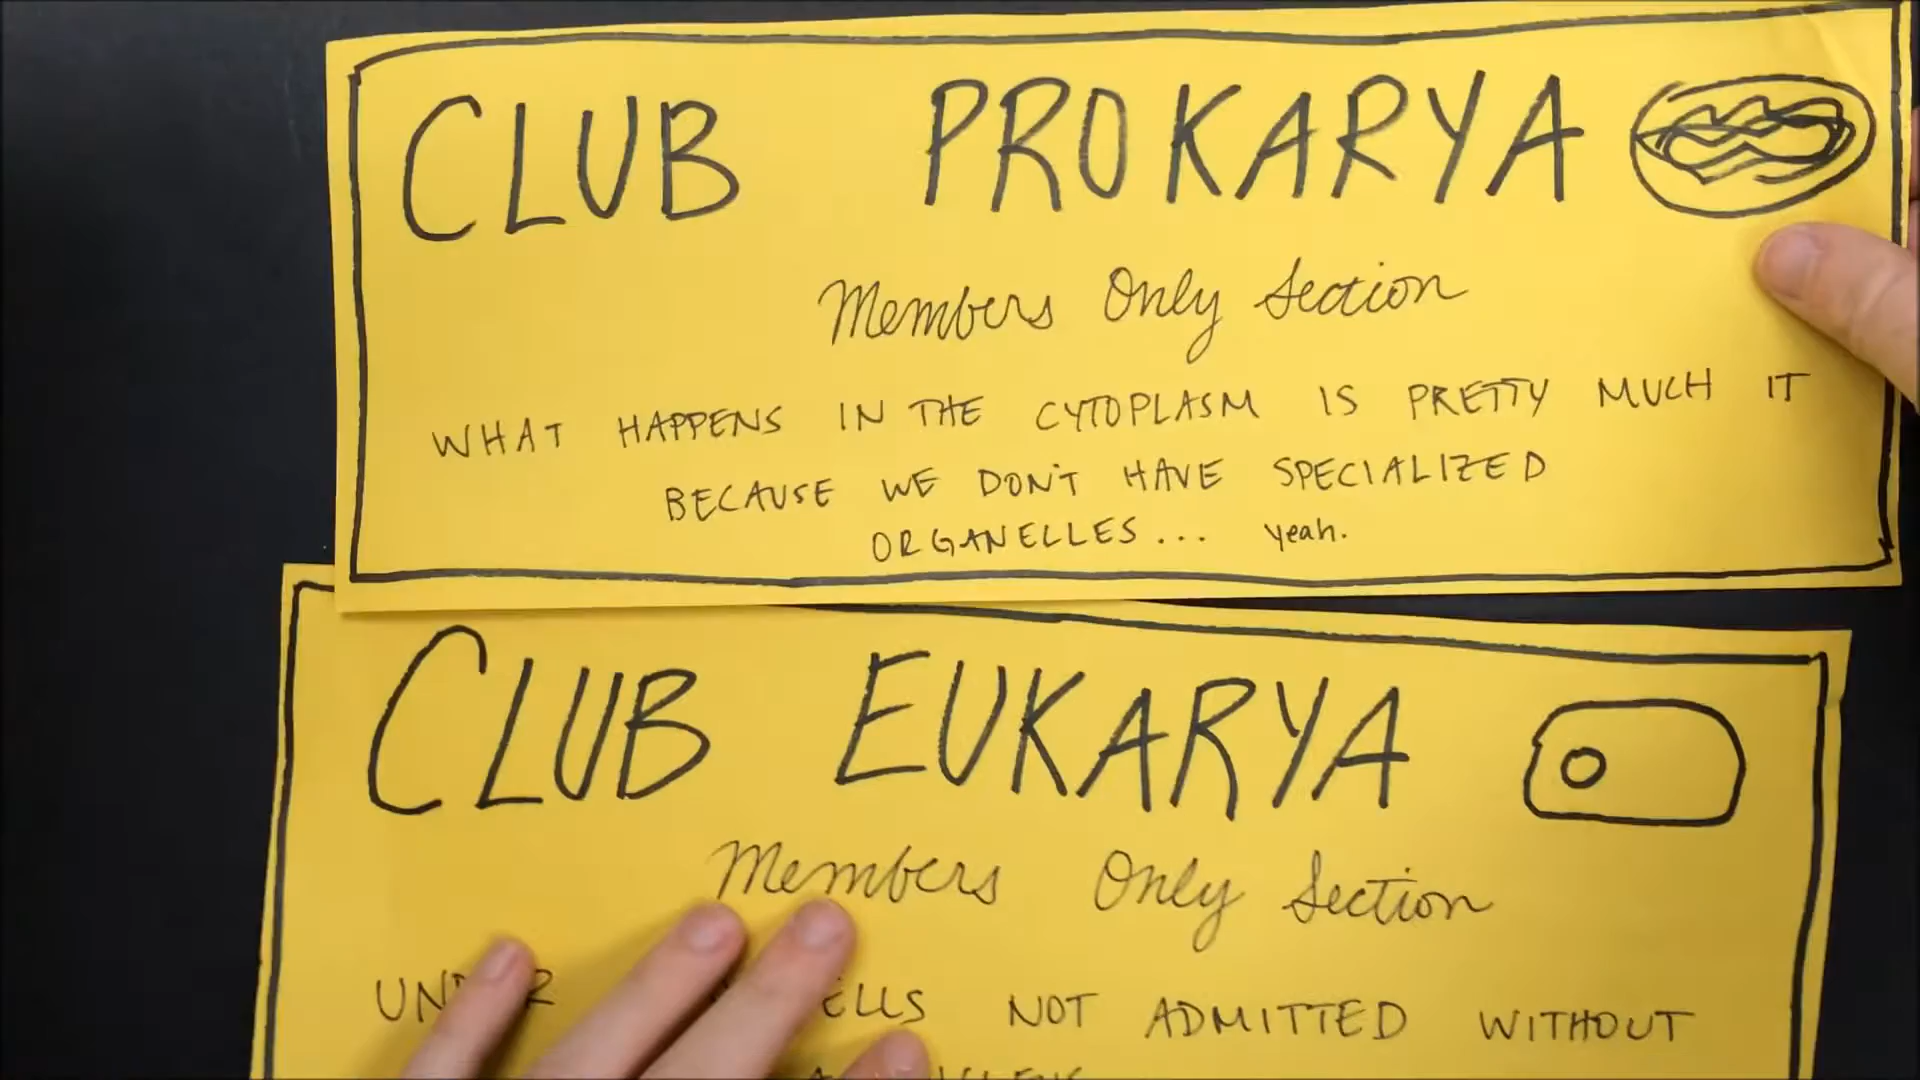 CLUB PROKARYA
Members Only Section
WHAT HAPPENS IN THE CYTOPLASM IS PRETTY MUCH IT
BECAUSE WE DON'T HAVE SPECIALIZED
ORGANELLES... yeah.
CLUB EUKARYA
Members Only Section
NOT ADMITTED WITHOUT